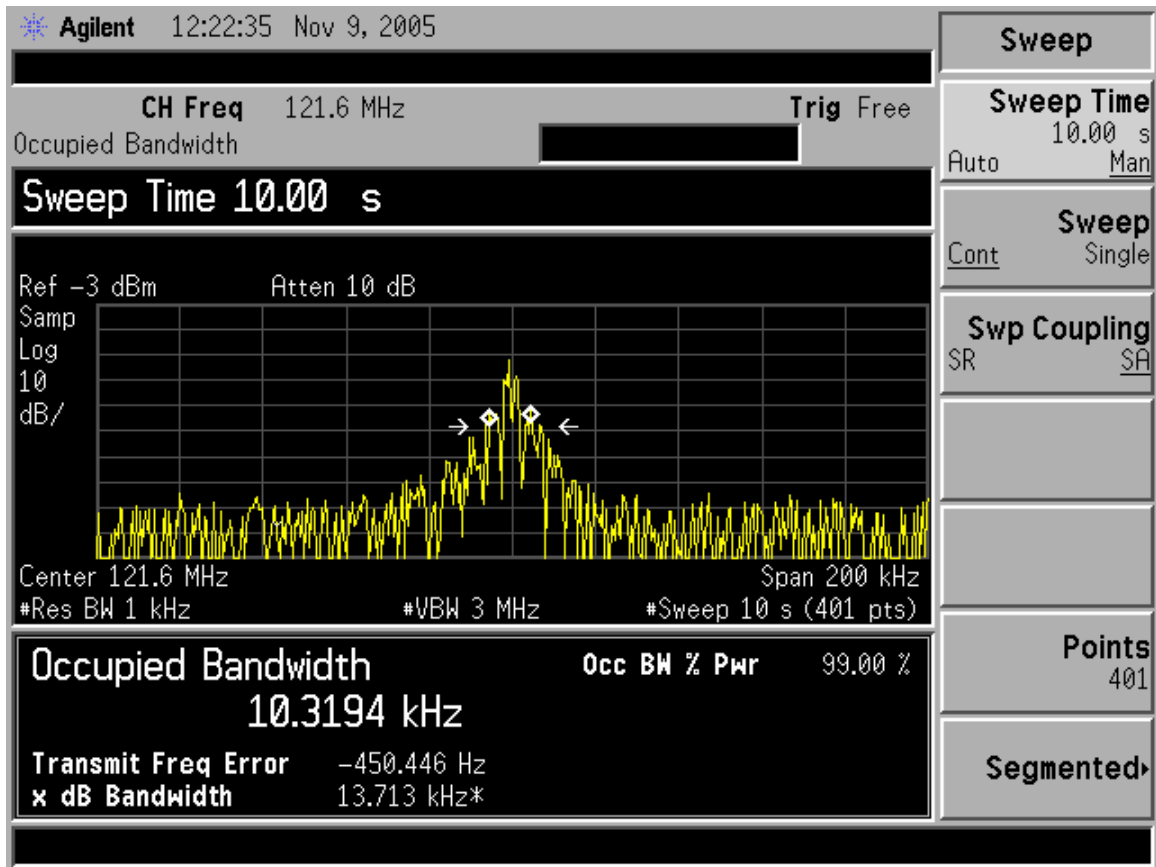 Agilent 12:22:35 Nov 9, 2005
Sweep
CH Freq 121.6 MHz Trig Free
Occupied Bandwidth
Sweep Time 10.00 s
Sweep Time
10.00 s
Auto Man
Sweep
Cont Single
Swp Coupling
SR SA
Points
401
Segmented
Ref -3 dBm Atten 10 dB
Samp
Log
10
dB/
Center 121.6 MHz Span 200 kHz
#Res BW 1 kHz #VBW 3 MHz #Sweep 10 s (401 pts)
Occupied Bandwidth Occ BW % Pwr 99.00 %
10.3194 kHz
Transmit Freq Error -450.446 Hz
x dB Bandwidth 13.713 kHz*